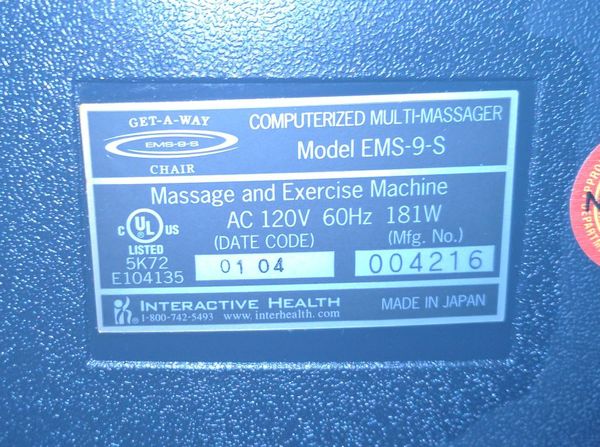 GET-A-WAY
EMS-9-S
CHAIR
COMPUTERIZED MULTI-MASSAGER
Model EMS-9-S
Massage and Exercise Machine
AC 120V 60Hz 181W
(DATE CODE) (Mfg. No.)
01 04 004216
C UL US
LISTED
5K72
E104135
INTERACTIVE HEALTH
1-800-742-5493 www.interhealth.com
MADE IN JAPAN